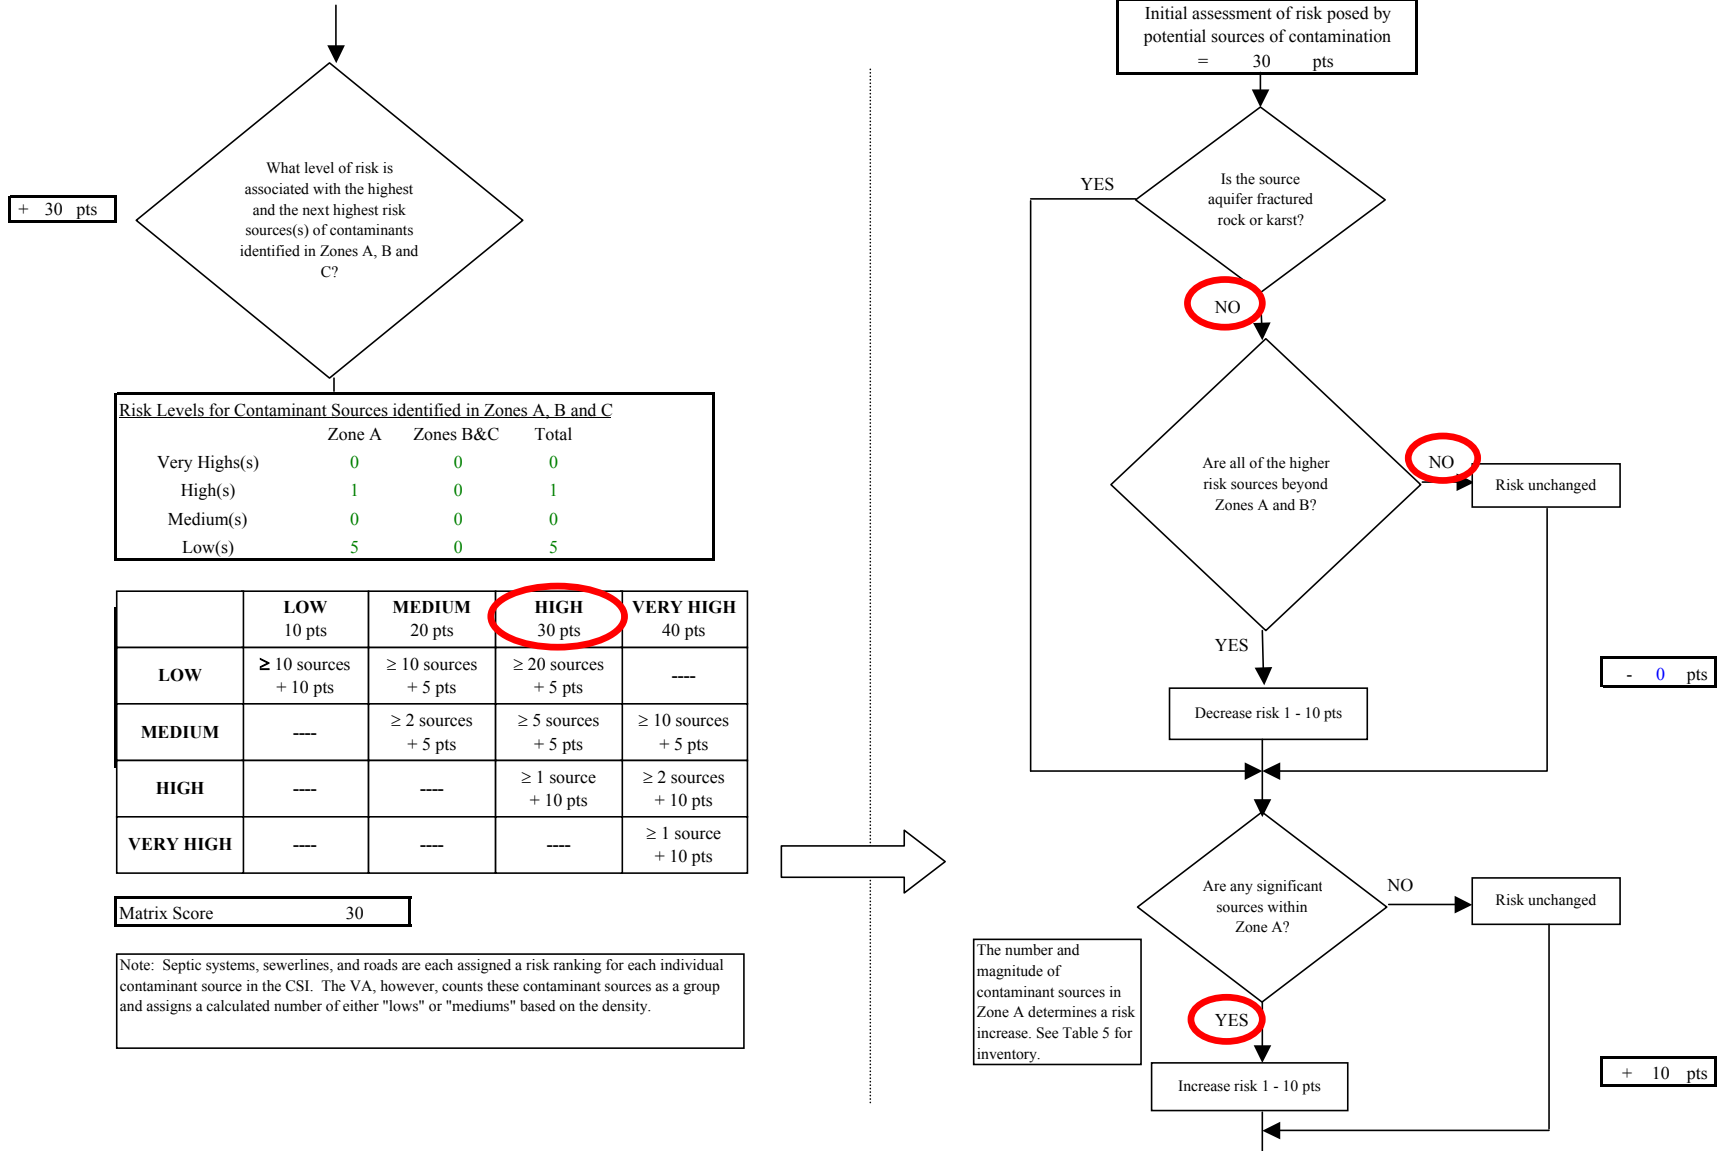 What level of risk is
associated with the highest
and the next highest risk
sources(s) of contaminants
identified in Zones A, B and
C?
+ 30 pts
Risk Levels for Contaminant Sources identified in Zones A, B and C
Zone A Zones B&C Total
Very Highs(s) 0 0 0
High(s) 1 0 1
Medium(s) 0 0 0
Low(s) 5 0 5
LOW MEDIUM HIGH VERY HIGH
10 pts 20 pts 30 pts 40 pts
LOW ≥ 10 sources ≥ 10 sources ≥ 20 sources ----
+ 10 pts + 5 pts + 5 pts
MEDIUM ---- ≥ 2 sources ≥ 5 sources ≥ 10 sources
+ 5 pts + 5 pts + 5 pts
HIGH ---- ---- ≥ 1 source ≥ 2 sources
+ 10 pts + 10 pts
VERY HIGH ---- ---- ---- ≥ 1 source
+ 10 pts
Matrix Score 30
Note: Septic systems, sewerlines, and roads are each assigned a risk ranking for each individual
contaminant source in the CSI. The VA, however, counts these contaminant sources as a group
and assigns a calculated number of either "lows" or "mediums" based on the density.
Initial assessment of risk posed by
potential sources of contamination
= 30 pts
Is the source
aquifer fractured
rock or karst?
YES
NO
Are all of the higher
risk sources beyond
Zones A and B?
NO
Risk unchanged
YES
- 0 pts
Decrease risk 1 - 10 pts
Are any significant
sources within
Zone A?
NO
Risk unchanged
The number and
magnitude of
contaminant sources in
Zone A determines a risk
increase. See Table 5 for
inventory.
YES
+ 10 pts
Increase risk 1 - 10 pts